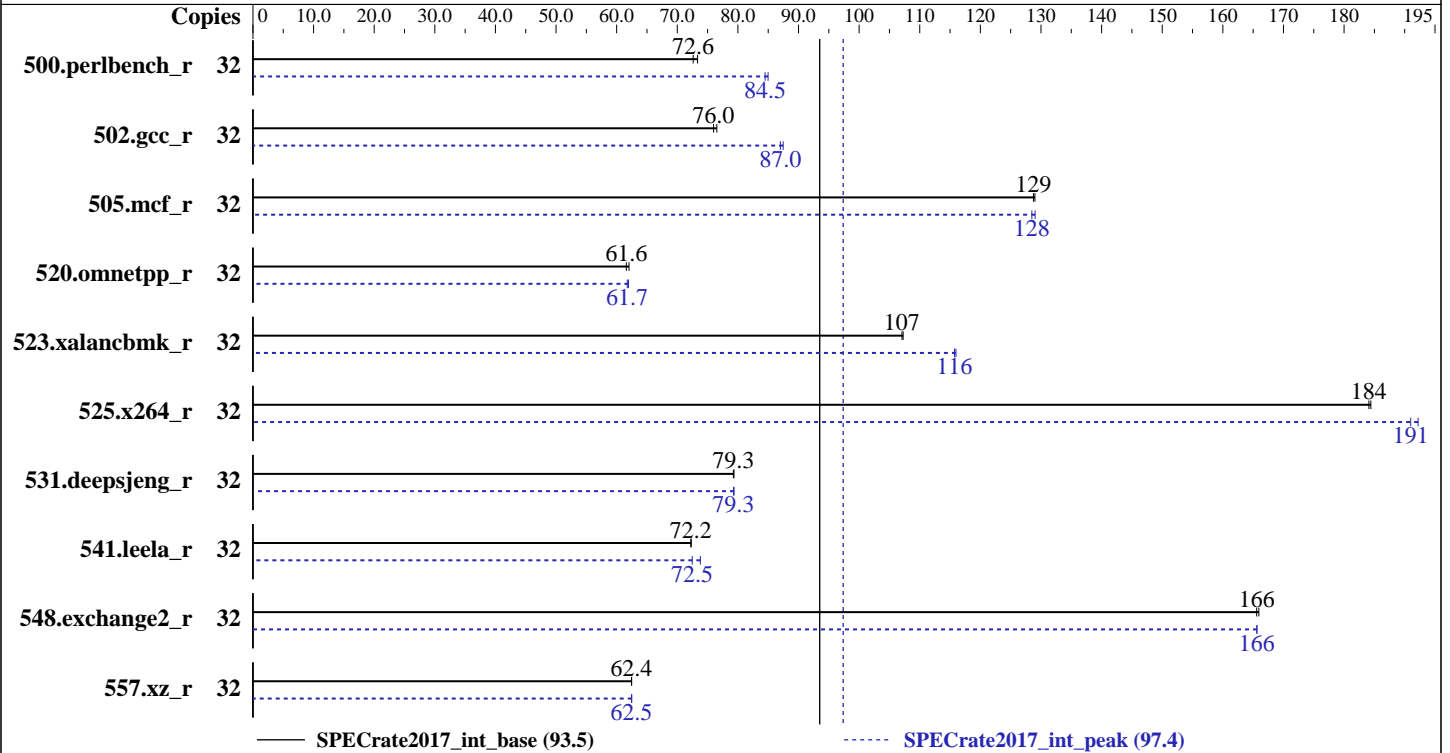 Copies 0 10.0 20.0 30.0 40.0 50.0 60.0 70.0 80.0 90.0 100 110 120 130 140 150 160 170 180 195
72.6
500.perlbench_r 32
84.5
76.0
502.gcc_r 32
87.0
129
505.mcf_r 32
128
61.6
520.omnetpp_r 32
61.7
107
523.xalancbmk_r 32
116
184
525.x264_r 32
191
79.3
531.deepsjeng_r 32
79.3
72.2
541.leela_r 32
72.5
166
548.exchange2_r 32
166
62.4
557.xz_r 32
62.5
SPECrate2017_int_base (93.5) SPECrate2017_int_peak (97.4)